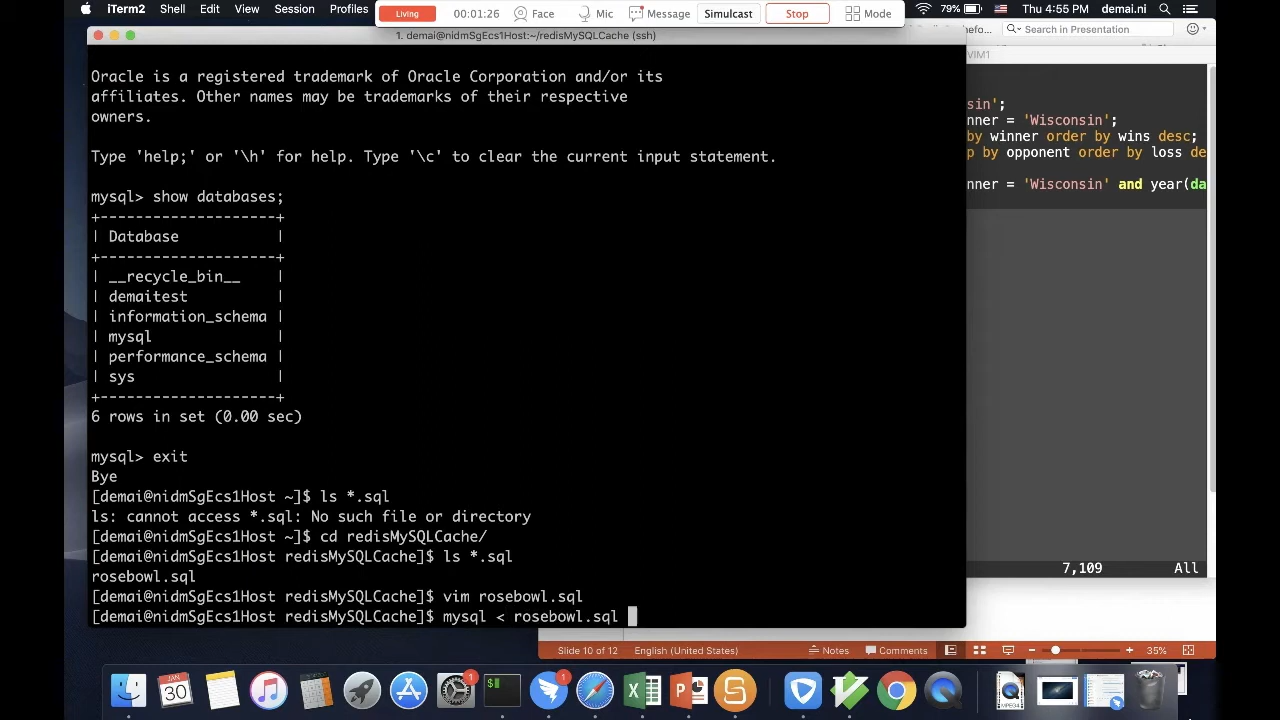 iTerm2 Shell Edit View Session Profiles
Living 00:01:26 Face Mic Message Simulcast Stop Mode
79% Thu 4:55 PM demai.ni
1. demai@nidmSgEcs1Host:~/redisMySQLCache (ssh)
Search in Presentation
VIM1
Oracle is a registered trademark of Oracle Corporation and/or its
affiliates. Other names may be trademarks of their respective
owners.
Type 'help;' or '\h' for help. Type '\c' to clear the current input statement.
mysql> show databases;
+--------------------+
| Database           |
+--------------------+
| __recycle_bin__    |
| demaitest          |
| information_schema |
| mysql              |
| performance_schema |
| sys                |
+--------------------+
6 rows in set (0.00 sec)
mysql> exit
Bye
[demai@nidmSgEcs1Host ~]$ ls *.sql
ls: cannot access *.sql: No such file or directory
[demai@nidmSgEcs1Host ~]$ cd redisMySQLCache/
[demai@nidmSgEcs1Host redisMySQLCache]$ ls *.sql
rosebowl.sql
[demai@nidmSgEcs1Host redisMySQLCache]$ vim rosebowl.sql
[demai@nidmSgEcs1Host redisMySQLCache]$ mysql < rosebowl.sql
sin';
nner = 'Wisconsin';
by winner order by wins desc;
p by opponent order by loss de
nner = 'Wisconsin' and year(da
7,109 All
Slide 10 of 12 English (United States) Notes Comments 35%
JAN
30
1
1